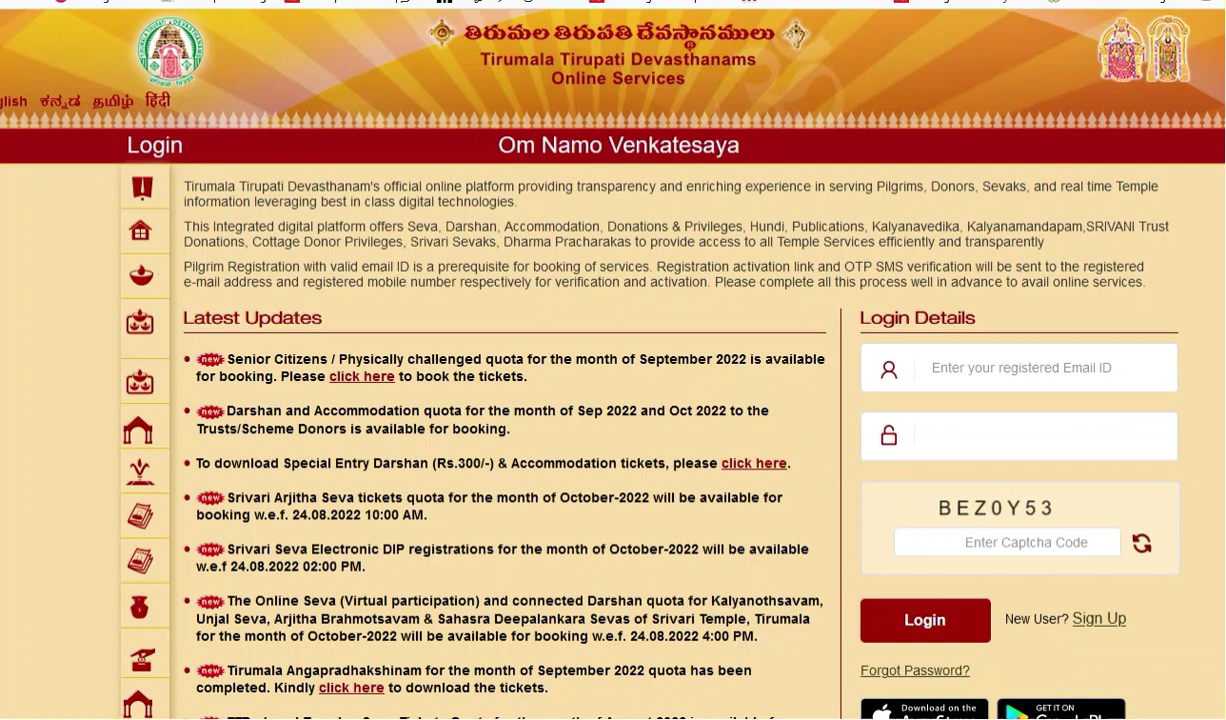 తిరుమల తిరుపతి దేవస్థానములు
Tirumala Tirupati Devasthanams
Online Services
ಕನ್ನಡ தமிழ் हिंदी
Login
Om Namo Venkatesaya
Tirumala Tirupati Devasthanam's official online platform providing transparency and enriching experience in serving Pilgrims, Donors, Sevaks, and real time Temple
information leveraging best in class digital technologies.
This Integrated digital platform offers Seva, Darshan, Accommodation, Donations & Privileges, Hundi, Publications, Kalyanavedika, Kalyanamandapam,SRIVANI Trust
Donations, Cottage Donor Privileges, Srivari Sevaks, Dharma Pracharakas to provide access to all Temple Services efficiently and transparently
Pilgrim Registration with valid email ID is a prerequisite for booking of services. Registration activation link and OTP SMS verification will be sent to the registered
e-mail address and registered mobile number respectively for verification and activation. Please complete all this process well in advance to avail online services.
Latest Updates
new Senior Citizens / Physically challenged quota for the month of September 2022 is available
for booking. Please click here to book the tickets.
new Darshan and Accommodation quota for the month of Sep 2022 and Oct 2022 to the
Trusts/Scheme Donors is available for booking.
To download Special Entry Darshan (Rs.300/-) & Accommodation tickets, please click here.
new Srivari Arjitha Seva tickets quota for the month of October-2022 will be available for
booking w.e.f. 24.08.2022 10:00 AM.
new Srivari Seva Electronic DIP registrations for the month of October-2022 will be available
w.e.f 24.08.2022 02:00 PM.
new The Online Seva (Virtual participation) and connected Darshan quota for Kalyanothsavam,
Unjal Seva, Arjitha Brahmotsavam & Sahasra Deepalankara Sevas of Srivari Temple, Tirumala
for the month of October-2022 will be available for booking w.e.f. 24.08.2022 4:00 PM.
new Tirumala Angapradhakshinam for the month of September 2022 quota has been
completed. Kindly click here to download the tickets.
Login Details
Enter your registered Email ID
BEZ0Y53
Enter Captcha Code
Login
New User? Sign Up
Forgot Password?
Download on the
GET IT ON